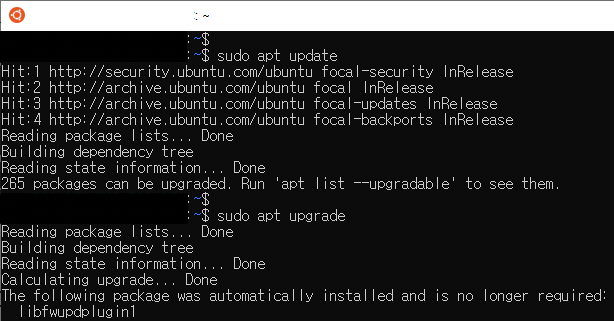 : ~
:~$
:~$ sudo apt update
Hit:1 http://security.ubuntu.com/ubuntu focal-security InRelease
Hit:2 http://archive.ubuntu.com/ubuntu focal InRelease
Hit:3 http://archive.ubuntu.com/ubuntu focal-updates InRelease
Hit:4 http://archive.ubuntu.com/ubuntu focal-backports InRelease
Reading package lists... Done
Building dependency tree
Reading state information... Done
265 packages can be upgraded. Run 'apt list --upgradable' to see them.
:~$
:~$ sudo apt upgrade
Reading package lists... Done
Building dependency tree
Reading state information... Done
Calculating upgrade... Done
The following package was automatically installed and is no longer required:
  libfwupdplugin1